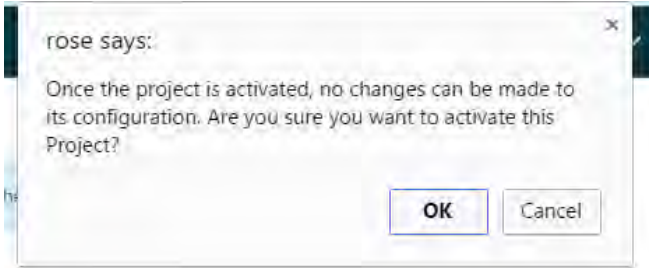 rose says:
Once the project is activated, no changes can be made to
its configuration. Are you sure you want to activate this
Project?
OK
Cancel